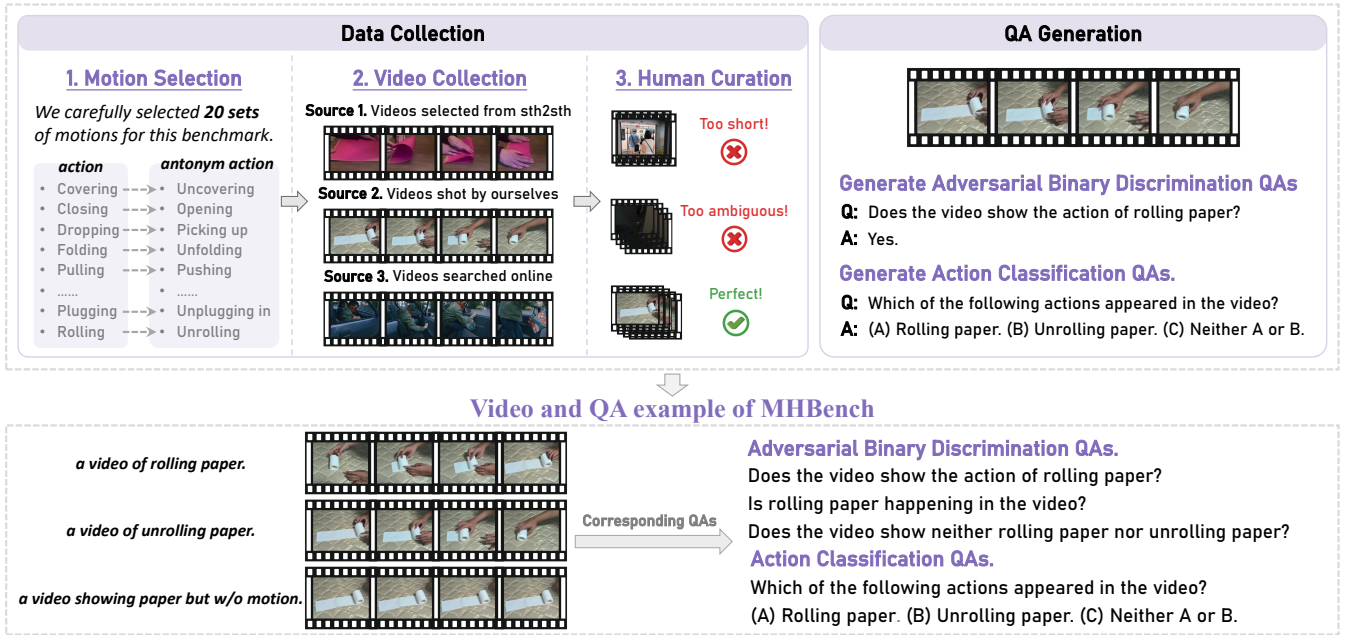 Data Collection
1. Motion Selection
We carefully selected 20 sets
of motions for this benchmark.
action antonym action
• Covering • Uncovering
• Closing • Opening
• Dropping • Picking up
• Folding • Unfolding
• Pulling • Pushing
• ...... • ......
• Plugging • Unplugging in
• Rolling • Unrolling
2. Video Collection
Source 1. Videos selected from sth2sth
Source 2. Videos shot by ourselves
Source 3. Videos searched online
3. Human Curation
Too short!
Too ambiguous!
Perfect!
QA Generation
Generate Adversarial Binary Discrimination QAs
Q: Does the video show the action of rolling paper?
A: Yes.
Generate Action Classification QAs.
Q: Which of the following actions appeared in the video?
A: (A) Rolling paper. (B) Unrolling paper. (C) Neither A or B.
Video and QA example of MHBench
a video of rolling paper.
a video of unrolling paper.
a video showing paper but w/o motion.
Corresponding QAs
Adversarial Binary Discrimination QAs.
Does the video show the action of rolling paper?
Is rolling paper happening in the video?
Does the video show neither rolling paper nor unrolling paper?
Action Classification QAs.
Which of the following actions appeared in the video?
(A) Rolling paper. (B) Unrolling paper. (C) Neither A or B.